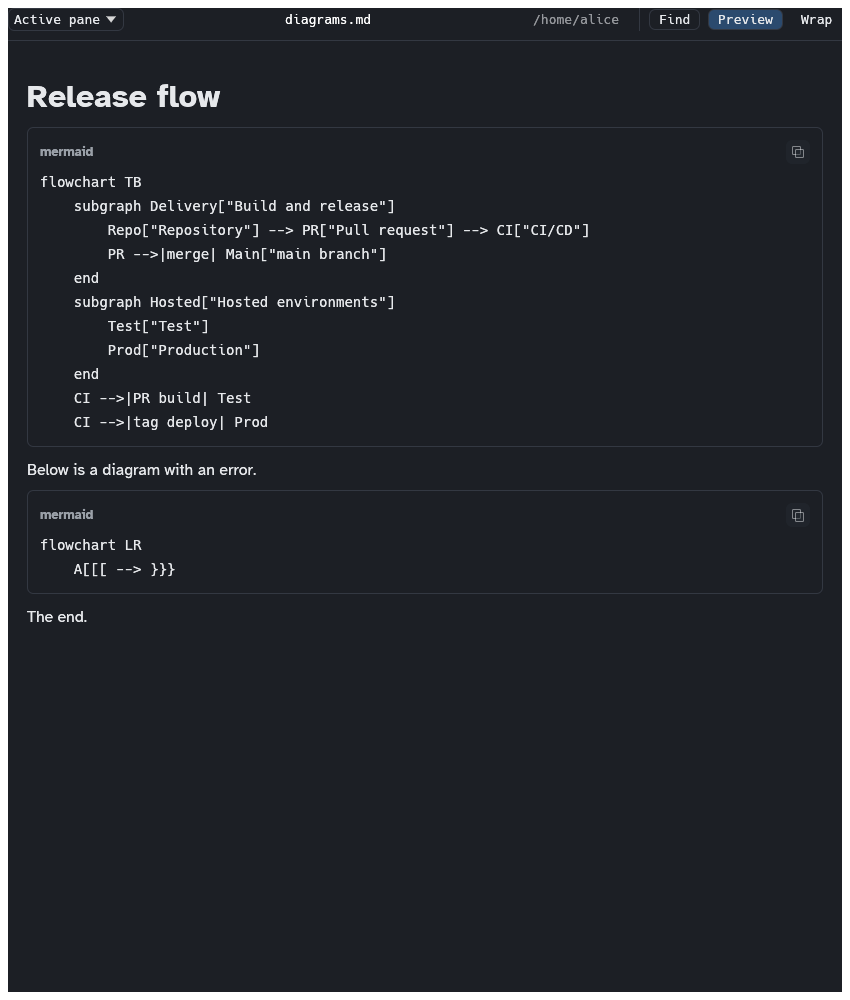 Active pane diagrams.md /home/alice Find Preview Wrap
Release flow
mermaid
flowchart TB
    subgraph Delivery["Build and release"]
        Repo["Repository"] --> PR["Pull request"] --> CI["CI/CD"]
        PR -->|merge| Main["main branch"]
    end
    subgraph Hosted["Hosted environments"]
        Test["Test"]
        Prod["Production"]
    end
    CI -->|PR build| Test
    CI -->|tag deploy| Prod
Below is a diagram with an error.
mermaid
flowchart LR
    A[[[ --> }}}
The end.